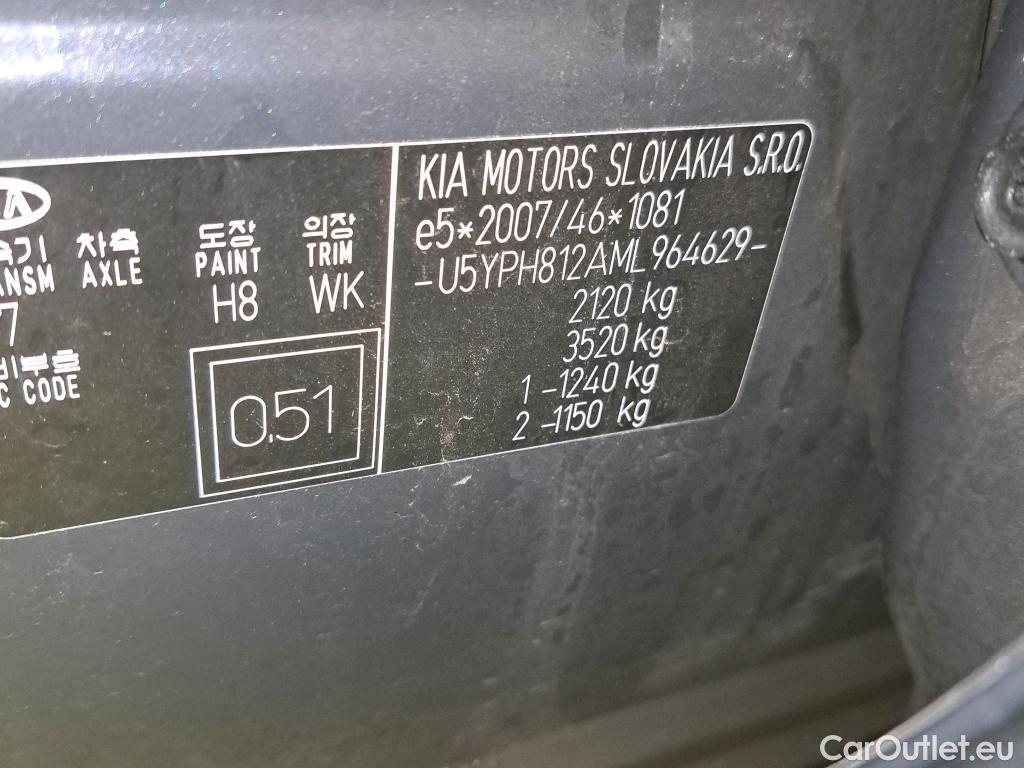 차축 도장 의장
AXLE PAINT TRIM
7 H8 WK
C CODE
0.51
KIA MOTORS SLOVAKIA S.R.O.
e5*2007/46*1081
-U5YPH812AML964629-
2120 kg
3520 kg
1 -1240 kg
2 -1150 kg
CarOutlet.eu